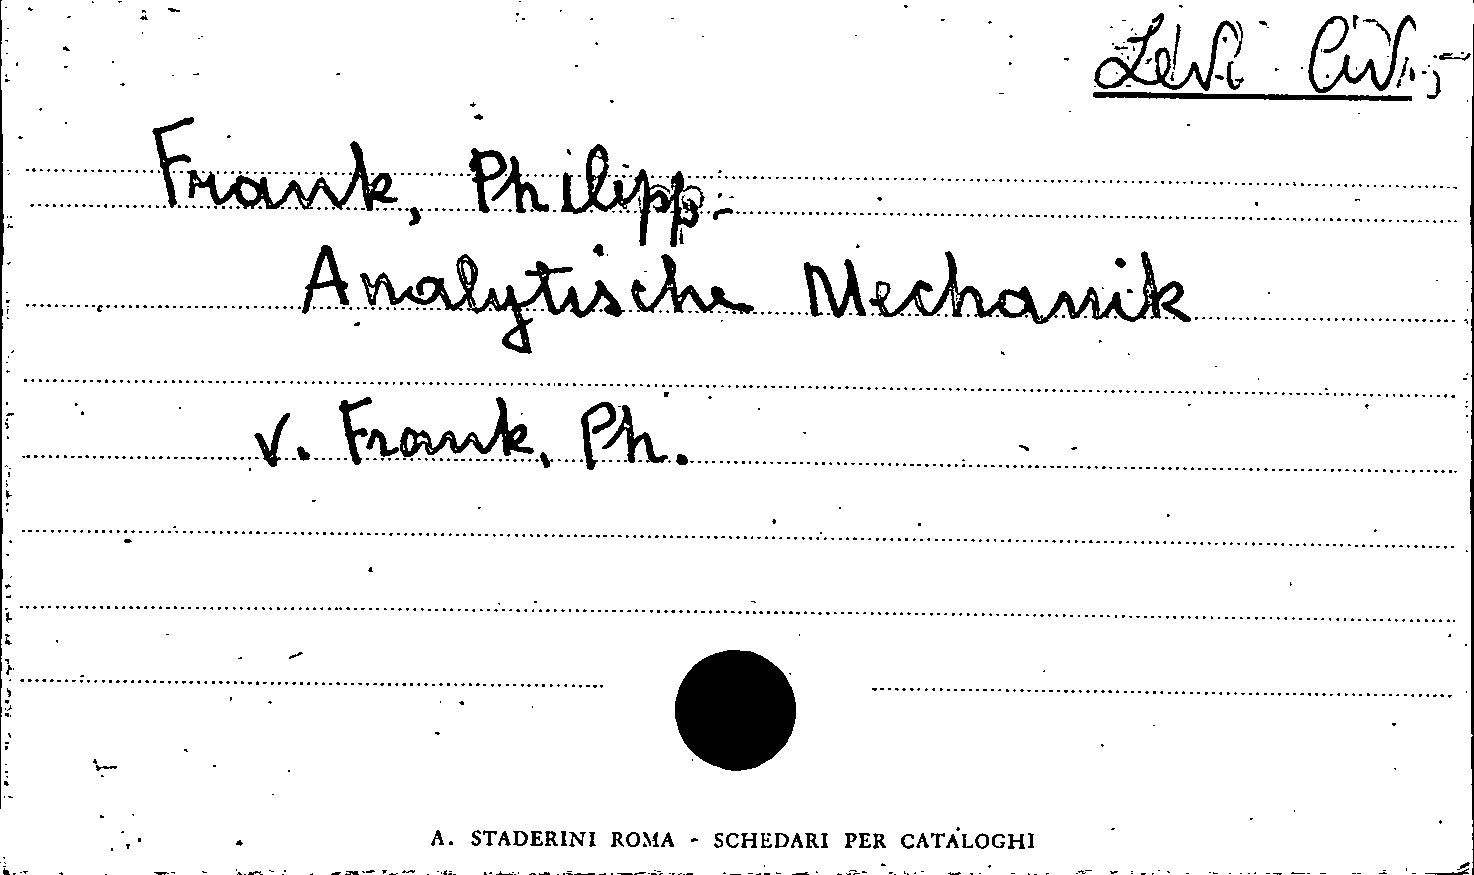 Levi Civ.
Frank, Philipp.-
Analytische Mechanik
v. Frank, Ph.
A. STADERINI ROMA - SCHEDARI PER CATALOGHI